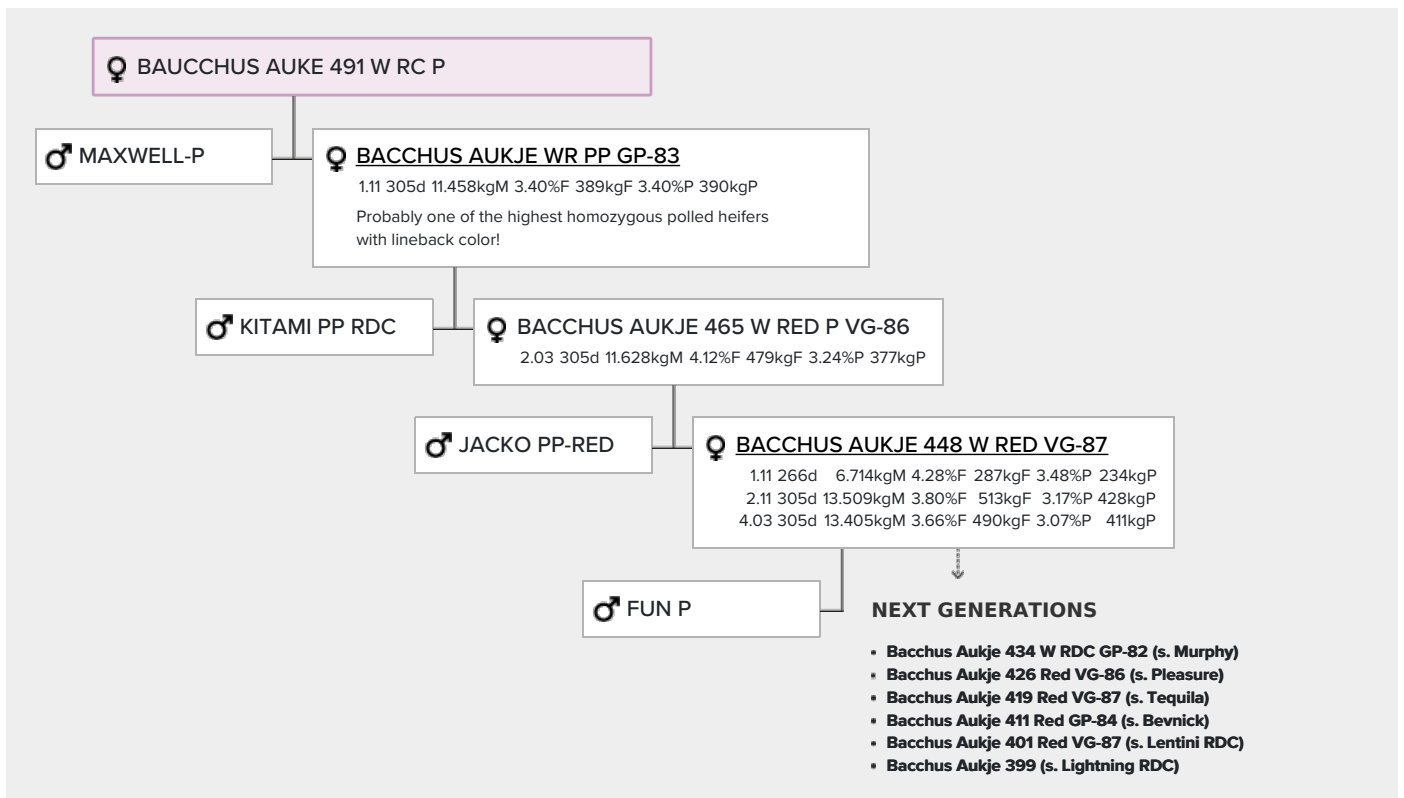 BAUCCHUS AUKE 491 W RC P
MAXWELL-P
BACCHUS AUKJE WR PP GP-83
1.11 305d 11.458kgM 3.40%F 389kgF 3.40%P 390kgP
Probably one of the highest homozygous polled heifers
with lineback color!
KITAMI PP RDC
BACCHUS AUKJE 465 W RED P VG-86
2.03 305d 11.628kgM 4.12%F 479kgF 3.24%P 377kgP
JACKO PP-RED
BACCHUS AUKJE 448 W RED VG-87
1.11 266d 6.714kgM 4.28%F 287kgF 3.48%P 234kgP
2.11 305d 13.509kgM 3.80%F 513kgF 3.17%P 428kgP
4.03 305d 13.405kgM 3.66%F 490kgF 3.07%P 411kgP
FUN P
NEXT GENERATIONS
• Bacchus Aukje 434 W RDC GP-82 (s. Murphy)
• Bacchus Aukje 426 Red VG-86 (s. Pleasure)
• Bacchus Aukje 419 Red VG-87 (s. Tequila)
• Bacchus Aukje 411 Red GP-84 (s. Bevnick)
• Bacchus Aukje 401 Red VG-87 (s. Lentini RDC)
• Bacchus Aukje 399 (s. Lightning RDC)